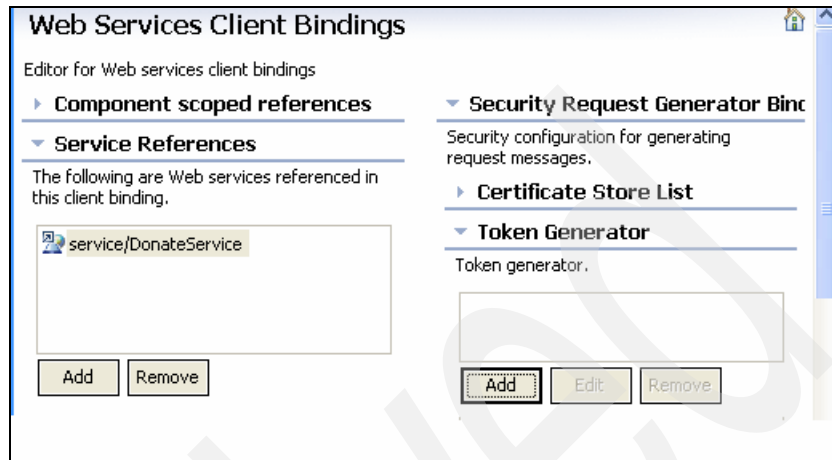 Web Services Client Bindings
Editor for Web services client bindings
Component scoped references
Service References
The following are Web services referenced in
this client binding.
service/DonateService
Add
Remove
Security Request Generator Binc
Security configuration for generating
request messages.
Certificate Store List
Token Generator
Token generator.
Add
Edit
Remove